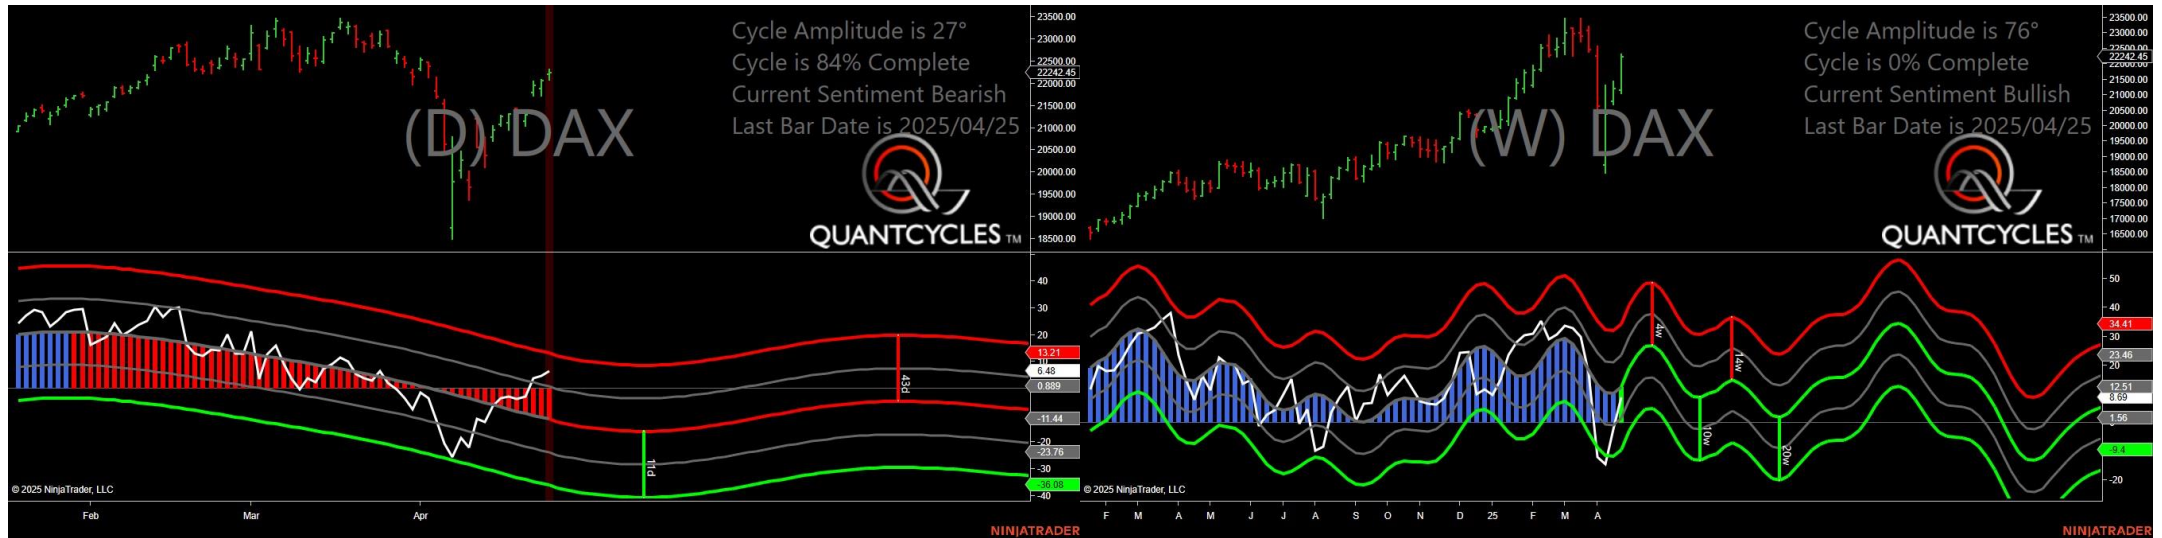 Cycle Amplitude is 27°
Cycle is 84% Complete
Current Sentiment Bearish
Last Bar Date is 2025/04/25
(D) DAX
QUANTCYCLES TM
23500.00
23000.00
22500.00
22242.45
22000.00
21500.00
21000.00
20500.00
20000.00
19500.00
19000.00
18500.00
40
30
20
13.21
10
6.48
0.889
-11.44
-20
-23.76
-30
-36.08
-40
43d
11d
© 2025 NinjaTrader, LLC
Feb Mar Apr
NINJATRADER
Cycle Amplitude is 76°
Cycle is 0% Complete
Current Sentiment Bullish
Last Bar Date is 2025/04/25
(W) DAX
QUANTCYCLES TM
23500.00
23000.00
22500.00
22242.45
22000.00
21500.00
21000.00
20500.00
20000.00
19500.00
19000.00
18500.00
18000.00
17500.00
17000.00
16500.00
50
40
34.41
30
23.46
20
12.51
8.69
1.56
-9.4
-20
4w
14w
10w
20w
© 2025 NinjaTrader, LLC
F M A M J J A S O N D 25 F M A
NINJATRADER